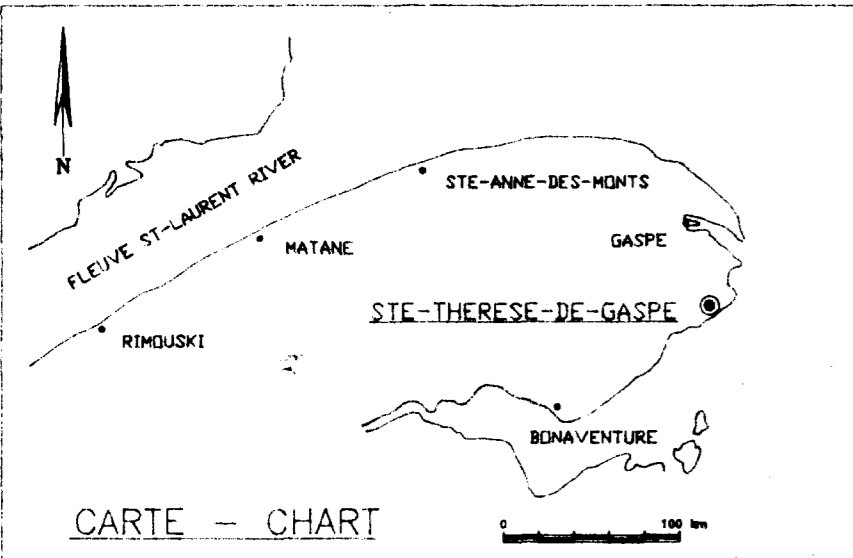 N
FLEUVE ST-LAURENT RIVER
STE-ANNE-DES-MONTS
MATANE
GASPE
STE-THERESE-DE-GASPE
RIMOUSKI
BONAVENTURE
CARTE - CHART
0 100 km